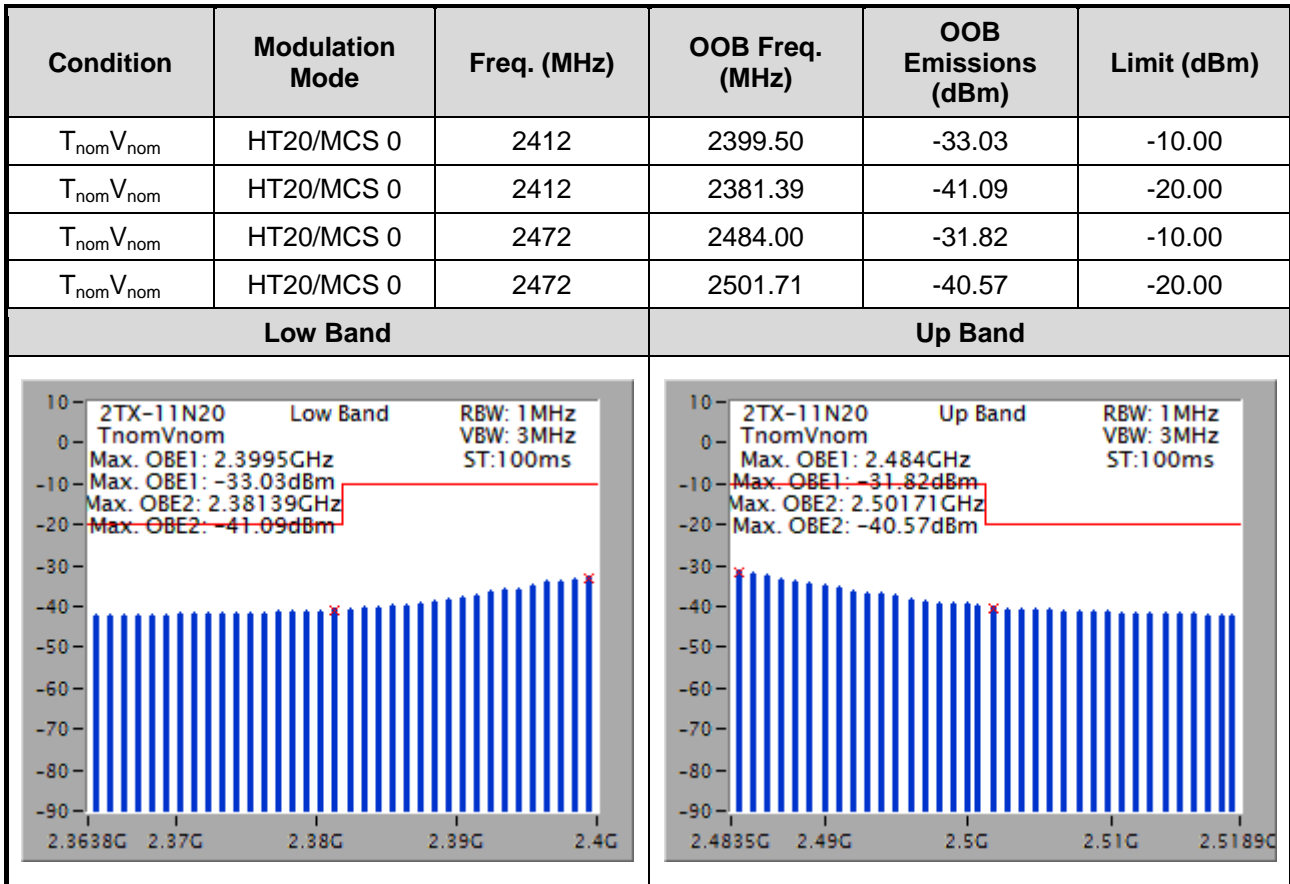 Condition Modulation Mode Freq. (MHz) OOB Freq. (MHz) OOB Emissions (dBm) Limit (dBm)
TnomVnom HT20/MCS 0 2412 2399.50 -33.03 -10.00
TnomVnom HT20/MCS 0 2412 2381.39 -41.09 -20.00
TnomVnom HT20/MCS 0 2472 2484.00 -31.82 -10.00
TnomVnom HT20/MCS 0 2472 2501.71 -40.57 -20.00
Low Band Up Band
2TX-11N20 Low Band RBW: 1MHz
TnomVnom VBW: 3MHz
Max. OBE1: 2.3995GHz ST:100ms
Max. OBE1: -33.03dBm
Max. OBE2: 2.38139GHz
Max. OBE2: -41.09dBm
10
0
-10
-20
-30
-40
-50
-60
-70
-80
-90
2.3638G 2.37G 2.38G 2.39G 2.4G
2TX-11N20 Up Band RBW: 1MHz
TnomVnom VBW: 3MHz
Max. OBE1: 2.484GHz ST:100ms
Max. OBE1: -31.82dBm
Max. OBE2: 2.50171GHz
Max. OBE2: -40.57dBm
10
0
-10
-20
-30
-40
-50
-60
-70
-80
-90
2.4835G 2.49G 2.5G 2.51G 2.5189G